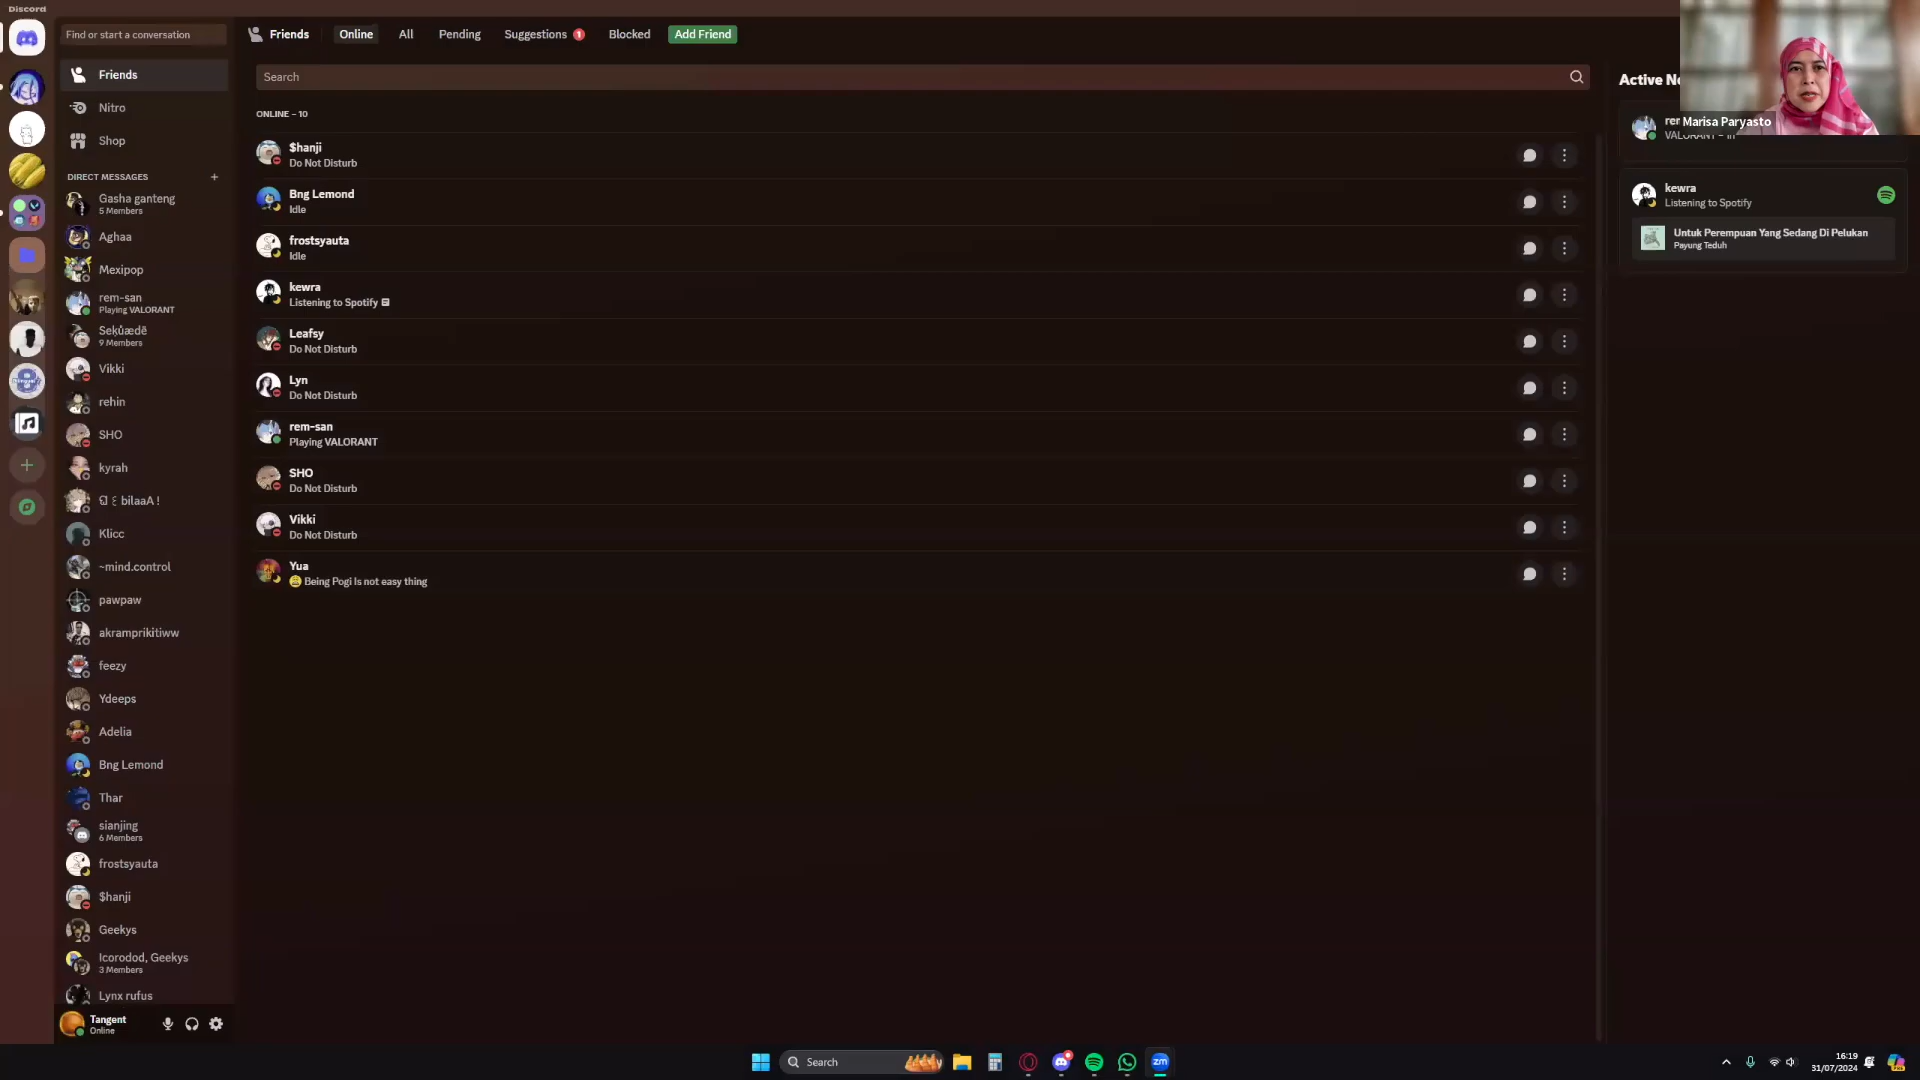 Discord
Find or start a conversation
Friends
Nitro
Shop
DIRECT MESSAGES
Gasha ganteng
5 Members
Aghaa
Mexipop
rem-san
Playing VALORANT
9 Members
Vikki
rehin
SHO
kyrah
bilaaA !
Klicc
~mind.control
pawpaw
akramprikitiww
feezy
Ydeeps
Adelia
Bng Lemond
Thar
sianjing
6 Members
frostsyauta
$hanji
Geekys
Icorodod, Geekys
3 Members
Lynx rufus
Tangent
Online
Friends
Online
All
Pending
Suggestions 1
Blocked
Add Friend
Search
ONLINE – 10
$hanji
Do Not Disturb
Bng Lemond
Idle
frostsyauta
Idle
kewra
Listening to Spotify
Leafsy
Do Not Disturb
Lyn
Do Not Disturb
rem-san
Playing VALORANT
SHO
Do Not Disturb
Vikki
Do Not Disturb
Yua
Being Pogi Is not easy thing
Active
Marisa Paryasto
kewra
Listening to Spotify
Untuk Perempuan Yang Sedang Di Pelukan
Payung Teduh
Search
zm
16:19
31/07/2024